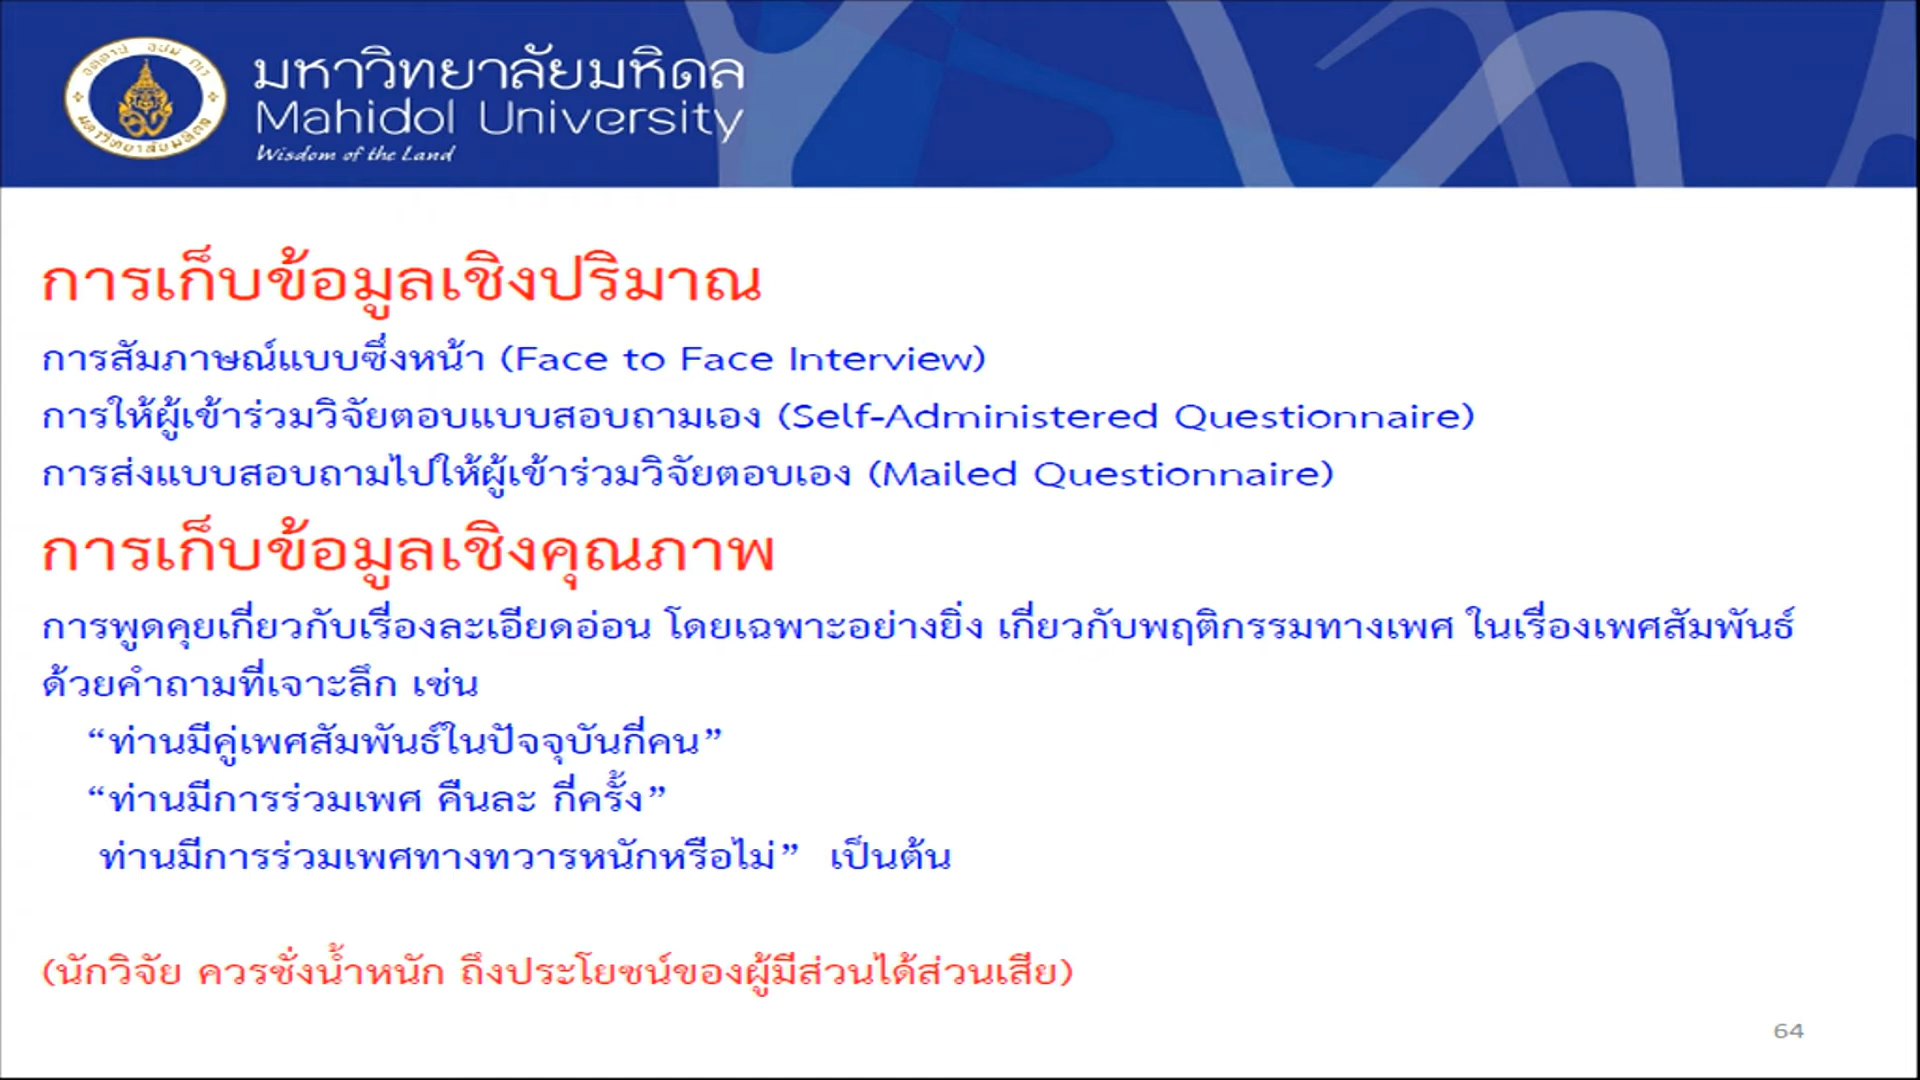 มหาวิทยาลัยมหิดล
Mahidol University
Wisdom of the Land
การเก็บข้อมูลเชิงปริมาณ
การสัมภาษณ์แบบซึ่งหน้า (Face to Face Interview)
การให้ผู้เข้าร่วมวิจัยตอบแบบสอบถามเอง (Self-Administered Questionnaire)
การส่งแบบสอบถามไปให้ผู้เข้าร่วมวิจัยตอบเอง (Mailed Questionnaire)
การเก็บข้อมูลเชิงคุณภาพ
การพูดคุยเกี่ยวกับเรื่องละเอียดอ่อน โดยเฉพาะอย่างยิ่ง เกี่ยวกับพฤติกรรมทางเพศ ในเรื่องเพศสัมพันธ์
ด้วยคำถามที่เจาะลึก เช่น
“ท่านมีคู่เพศสัมพันธ์ในปัจจุบันกี่คน”
“ท่านมีการร่วมเพศ คืนละ กี่ครั้ง”
ท่านมีการร่วมเพศทางทวารหนักหรือไม่” เป็นต้น
(นักวิจัย ควรชั่งน้ำหนัก ถึงประโยชน์ของผู้มีส่วนได้ส่วนเสีย)
64